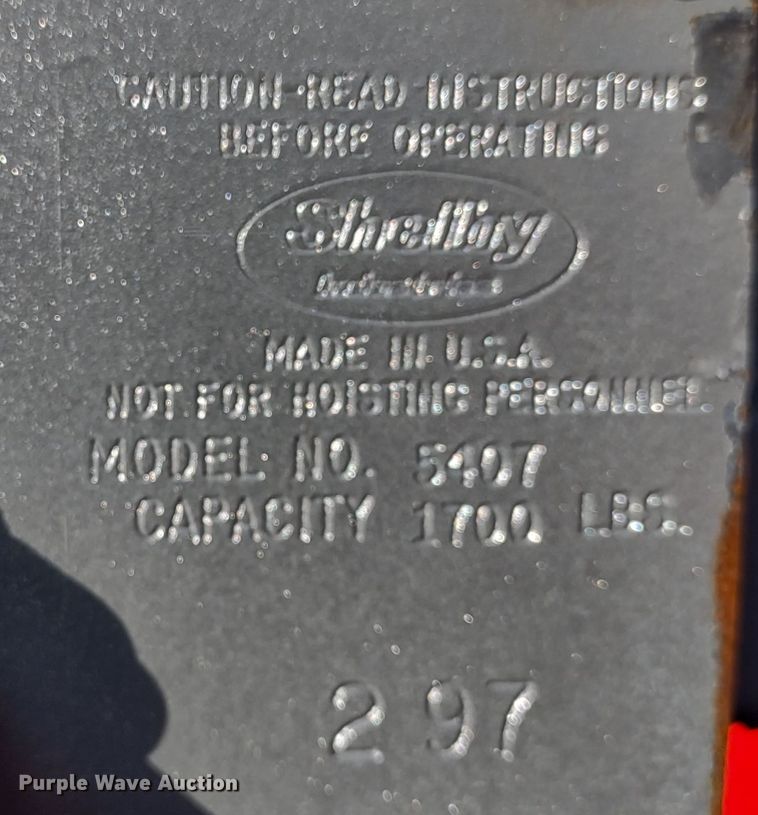 CAUTION-READ INSTRUCTIONS
BEFORE OPERATING
Shelby
Industries
MADE IN U.S.A.
NOT FOR HOISTING PERSONNEL
MODEL NO. 5407
CAPACITY 1700 LBS.
2 97
Purple Wave Auction